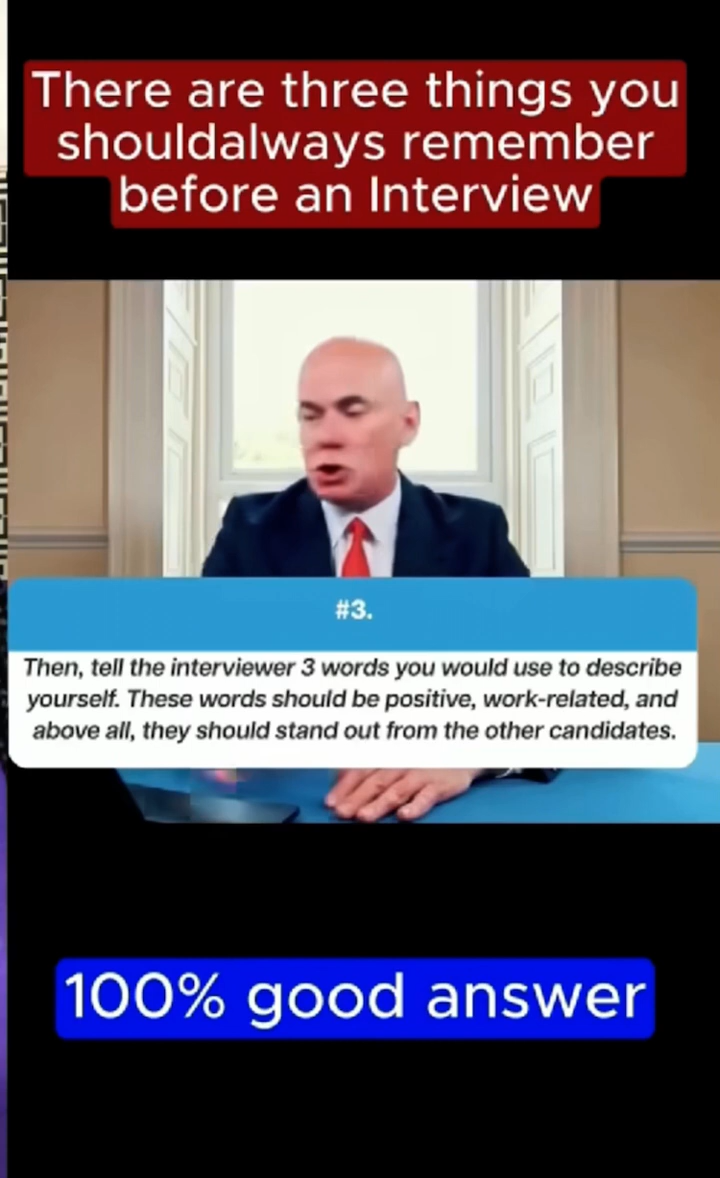 There are three things you
shouldalways remember
before an Interview
#3.
Then, tell the interviewer 3 words you would use to describe
yourself. These words should be positive, work-related, and
above all, they should stand out from the other candidates.
100% good answer